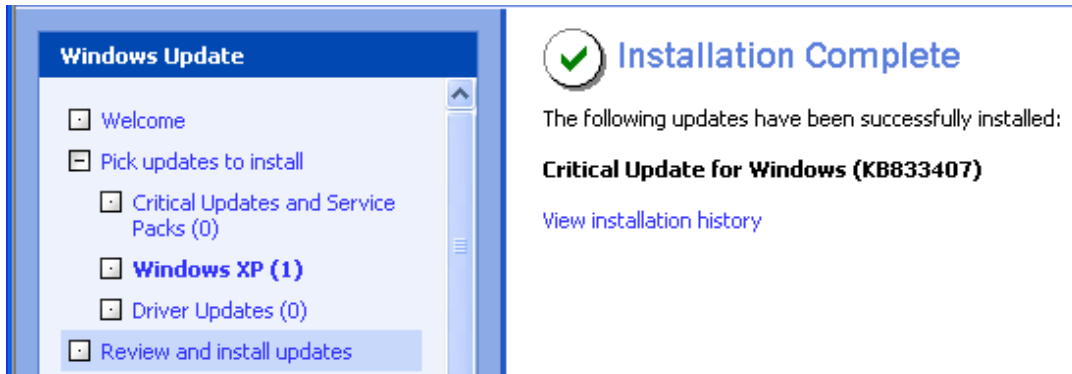 Windows Update
Welcome
Pick updates to install
Critical Updates and Service
Packs (0)
Windows XP (1)
Driver Updates (0)
Review and install updates
Installation Complete
The following updates have been successfully installed:
Critical Update for Windows (KB833407)
View installation history